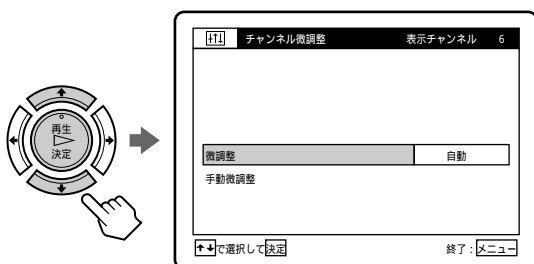 チャンネル微調整 表示チャンネル 6
再生
決定
微調整 自動
手動微調整
で選択して決定 終了：メニュー